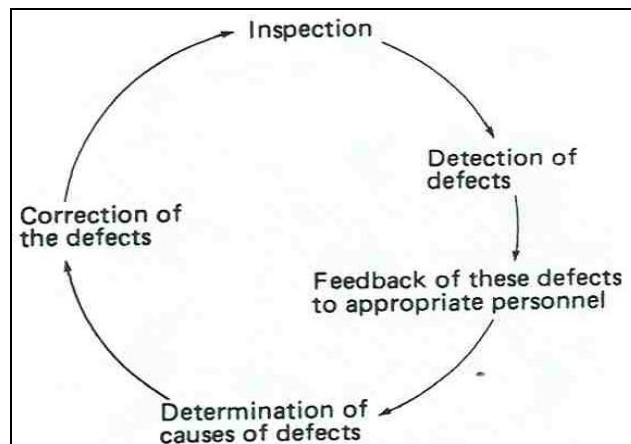 Inspection
Detection of
defects
Feedback of these defects
to appropriate personnel
Determination of
causes of defects
Correction of
the defects